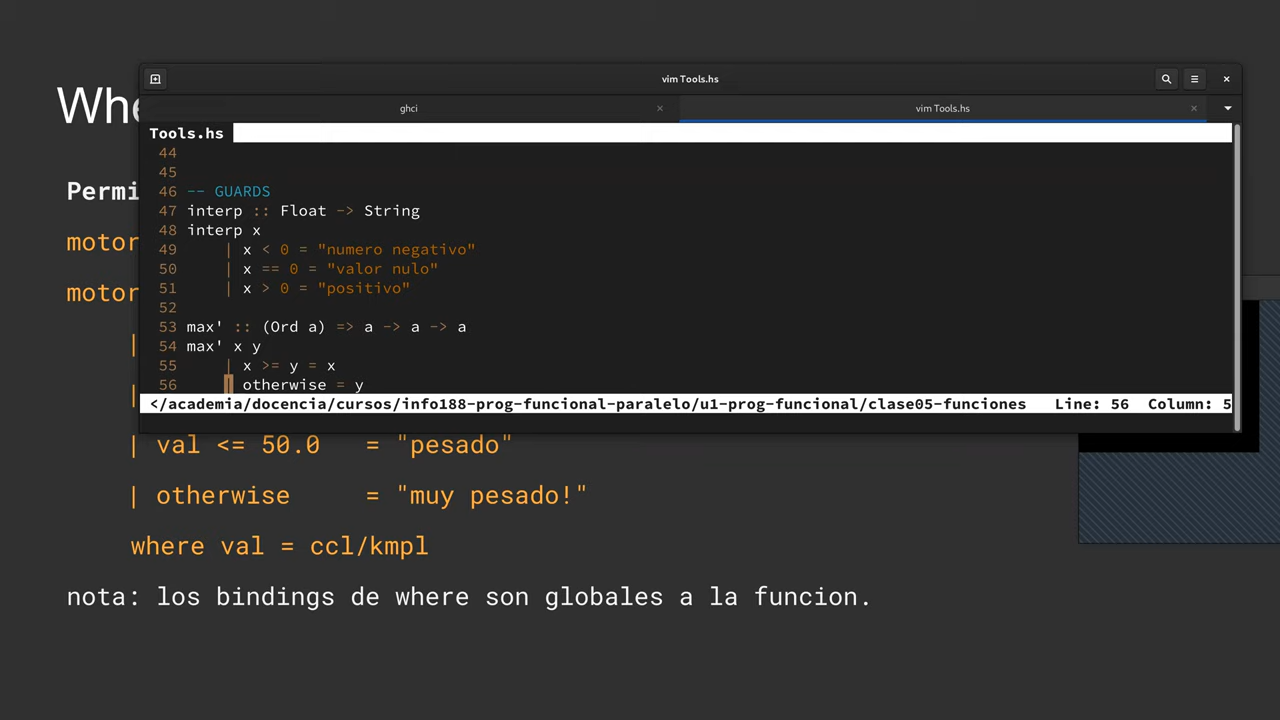 Whe
vim Tools.hs
ghci
vim Tools.hs
Tools.hs
44
45
46 -- GUARDS
47 interp :: Float -> String
48 interp x
49 | x < 0 = "numero negativo"
50 | x == 0 = "valor nulo"
51 | x > 0 = "positivo"
52
53 max' :: (Ord a) => a -> a -> a
54 max' x y
55 | x >= y = x
56 | otherwise = y
</academia/docencia/cursos/info188-prog-funcional-paralelo/u1-prog-funcional/clase05-funciones Line: 56 Column: 5
Permi
motor
motor
|
|
| val <= 50.0 = "pesado"
| otherwise = "muy pesado!"
where val = ccl/kmpl
nota: los bindings de where son globales a la funcion.